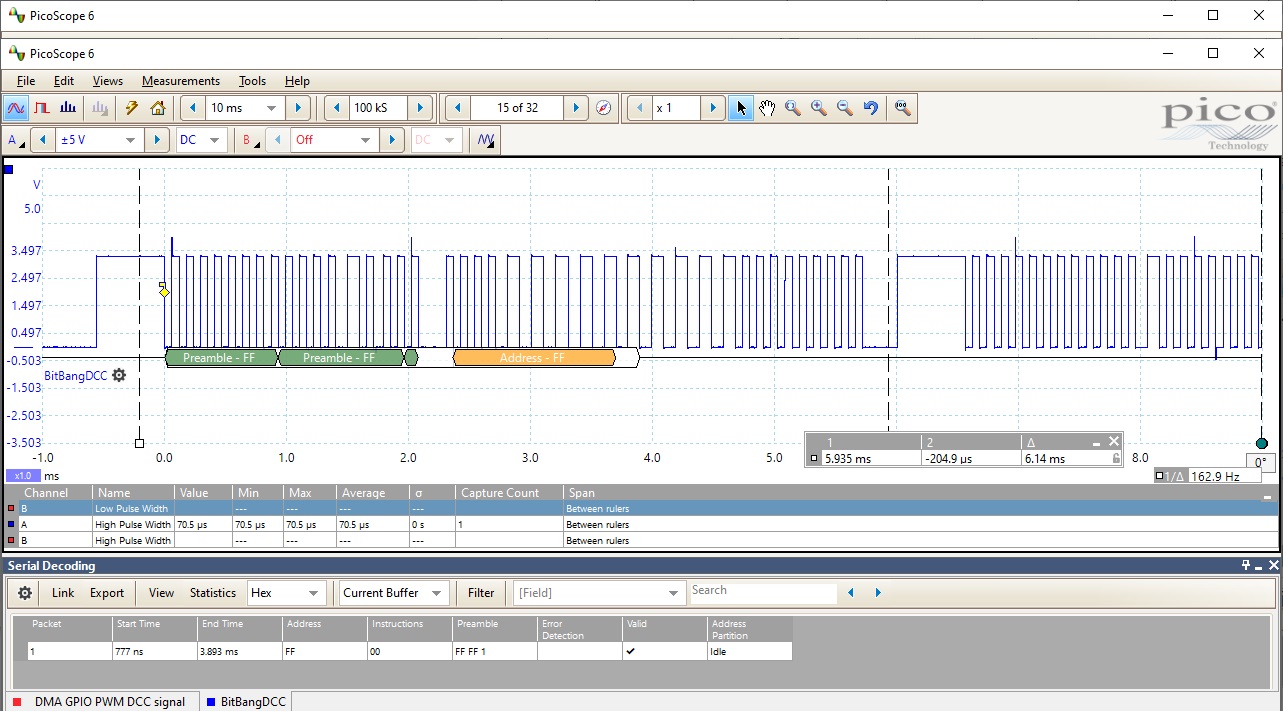 PicoScope 6
PicoScope 6
File Edit Views Measurements Tools Help
10 ms 100 kS 15 of 32 x 1
pico
Technology
A ±5 V DC B Off DC
V
5.0
3.497
2.497
1.497
0.497
-0.503
-1.503
-2.503
-3.503
Preamble - FF Preamble - FF Address - FF
BitBangDCC
-1.0 0.0 1.0 2.0 3.0 4.0 5.0 8.0
x1.0 ms
1 2 Δ
5.935 ms -204.9 µs 6.14 ms
0°
1/Δ 162.9 Hz
Channel Name Value Min Max Average σ Capture Count Span
B Low Pulse Width --- --- --- --- Between rulers
A High Pulse Width 70.5 µs 70.5 µs 70.5 µs 70.5 µs 0 s 1 Between rulers
B High Pulse Width --- --- --- --- Between rulers
Serial Decoding
Link Export View Statistics Hex Current Buffer Filter [Field] Search
Packet Start Time End Time Address Instructions Preamble Error Detection Valid Address Partition
1 777 ns 3.893 ms FF 00 FF FF 1 ✔ Idle
DMA GPIO PWM DCC signal BitBangDCC